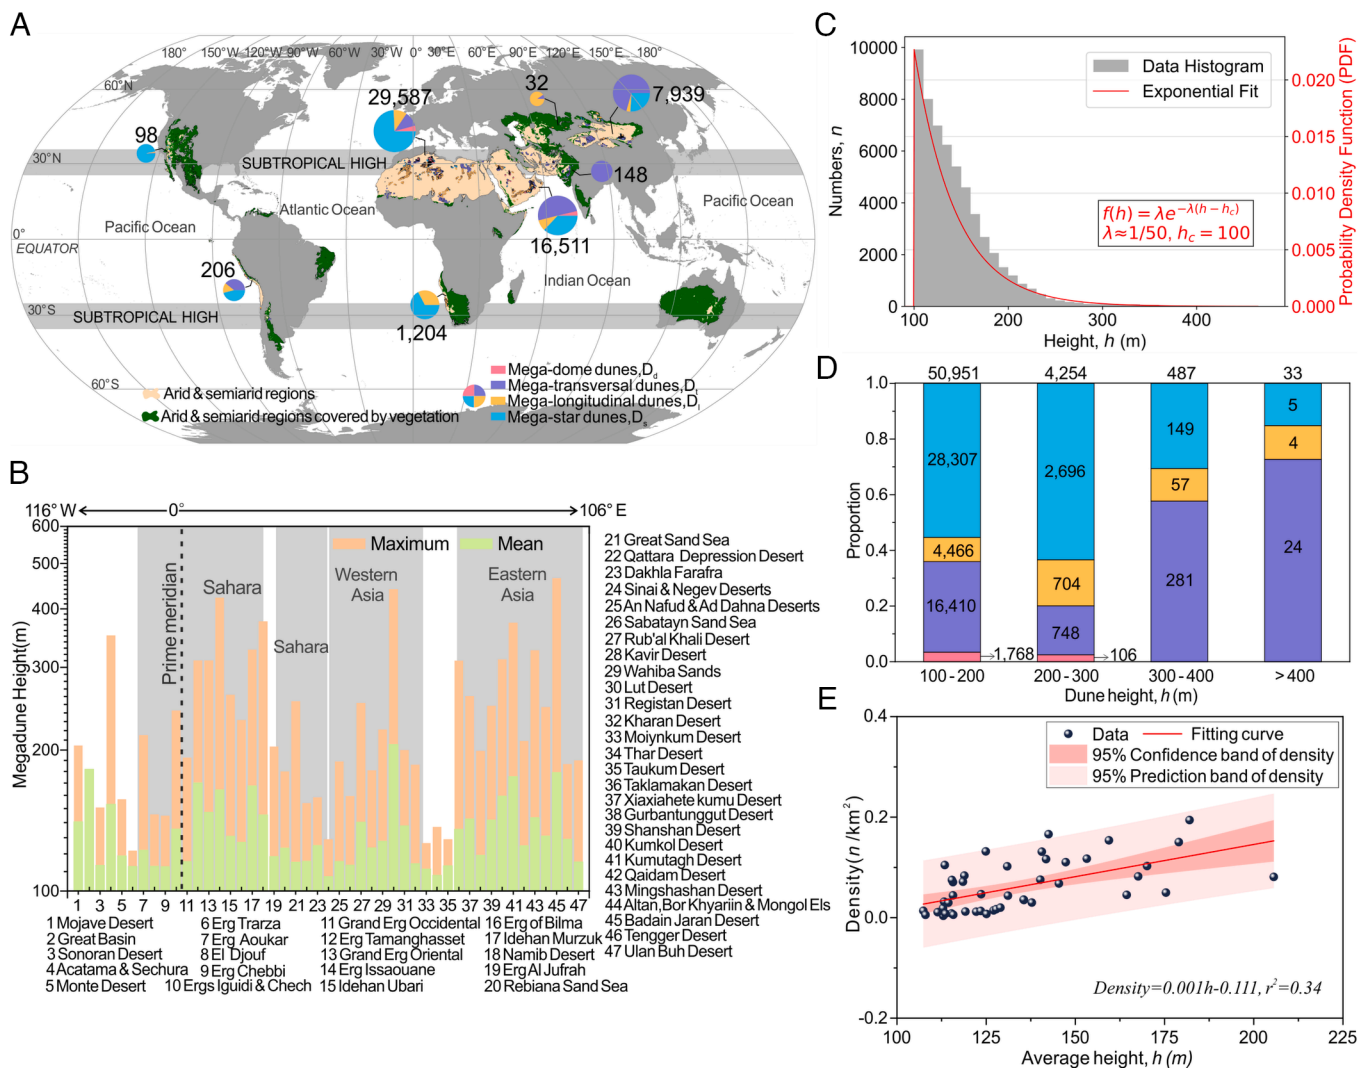 A
180° 150°W 120°W 90°W 60°W 30°W 0° 30°E 60°E 90°E 120°E 150°E 180°
60°N
32
7,939
29,587
98
30°N
SUBTROPICAL HIGH
148
Pacific Ocean
Atlantic Ocean
Pacific Ocean
0°
EQUATOR
16,511
206
Indian Ocean
30°S
SUBTROPICAL HIGH
1,204
60°S
Arid & semiarid regions
Arid & semiarid regions covered by vegetation
Mega-dome dunes,D_d
Mega-transversal dunes,D_t
Mega-longitudinal dunes,D_l
Mega-star dunes,D_s
B
116° W 0° 106° E
Megadune Height(m)
600
500
400
300
200
100
Maximum Mean
Prime meridian
Sahara
Sahara
Western
Asia
Eastern
Asia
1 3 5 7 9 11 13 15 17 19 21 23 25 27 29 31 33 35 37 39 41 43 45 47
1 Mojave Desert
2 Great Basin
3 Sonoran Desert
4 Acatama & Sechura
5 Monte Desert
6 Erg Trarza
7 Erg Aoukar
8 El Djouf
9 Erg Chebbi
10 Ergs Iguidi & Chech
11 Grand Erg Occidental
12 Erg Tamanghasset
13 Grand Erg Oriental
14 Erg Issaouane
15 Idehan Ubari
16 Erg of Bilma
17 Idehan Murzuk
18 Namib Desert
19 Erg Al Jufrah
20 Rebiana Sand Sea
21 Great Sand Sea
22 Qattara Depression Desert
23 Dakhla Farafra
24 Sinai & Negev Deserts
25 An Nafud & Ad Dahna Deserts
26 Sabatayn Sand Sea
27 Rub'al Khali Desert
28 Kavir Desert
29 Wahiba Sands
30 Lut Desert
31 Registan Desert
32 Kharan Desert
33 Moiynkum Desert
34 Thar Desert
35 Taukum Desert
36 Taklamakan Desert
37 Xiaxiahete kumu Desert
38 Gurbantunggut Desert
39 Shanshan Desert
40 Kumkol Desert
41 Kumutagh Desert
42 Qaidam Desert
43 Mingshashan Desert
44 Altan,Bor Khyariin & Mongol Els
45 Badain Jaran Desert
46 Tengger Desert
47 Ulan Buh Desert
C
Numbers, n
10000
8000
6000
4000
2000
0
Data Histogram
Exponential Fit
f(h) = λe^−λ(h − h_c)
λ≈1/50, h_c = 100
Probability Density Function (PDF)
0.020
0.015
0.010
0.005
0.000
100 200 300 400
Height, h (m)
D
50,951 4,254 487 33
Proportion
1.0
0.8
0.6
0.4
0.2
0.0
28,307
4,466
16,410
1,768
2,696
704
748
106
149
57
281
5
4
24
100 - 200 200 - 300 300 - 400 > 400
Dune height, h (m)
E
Density(n /km²)
0.4
0.2
0.0
-0.2
Data Fitting curve
95% Confidence band of density
95% Prediction band of density
Density=0.001h-0.111, r²=0.34
100 125 150 175 200 225
Average height, h (m)